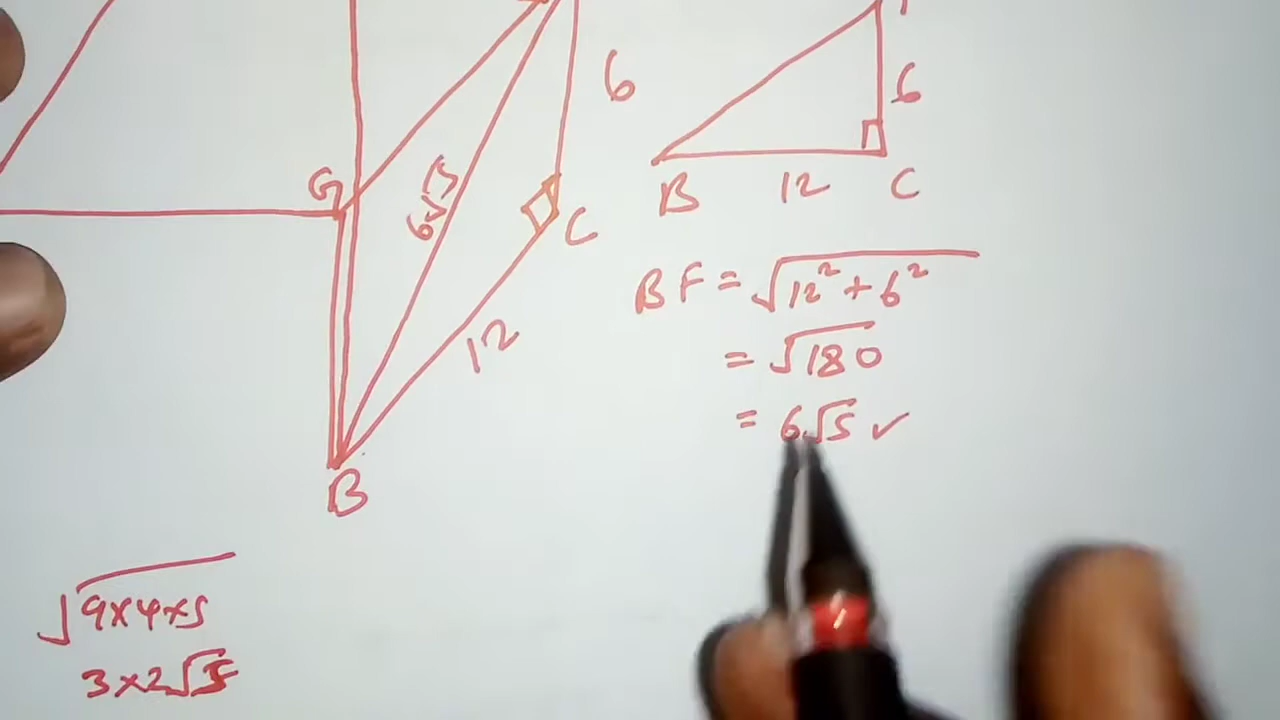 6
6
G
6√5
C
B 12 C
12
BF = √12² + 6²
= √180
= 6√5 ✓
B
√9×4×5
3×2√5